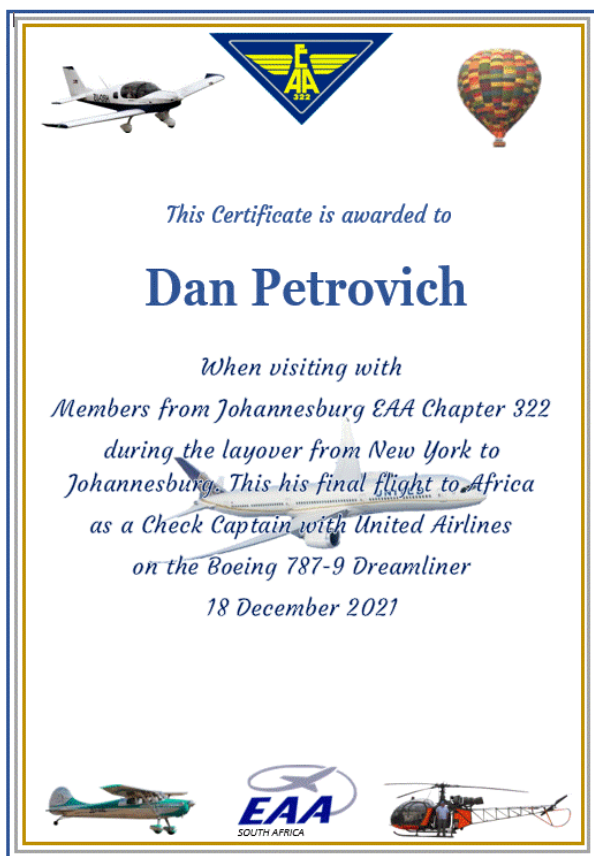 EAA
322
This Certificate is awarded to
Dan Petrovich
When visiting with
Members from Johannesburg EAA Chapter 322
during the layover from New York to
Johannesburg. This his final flight to Africa
as a Check Captain with United Airlines
on the Boeing 787-9 Dreamliner
18 December 2021
UNITED
EAA
SOUTH AFRICA